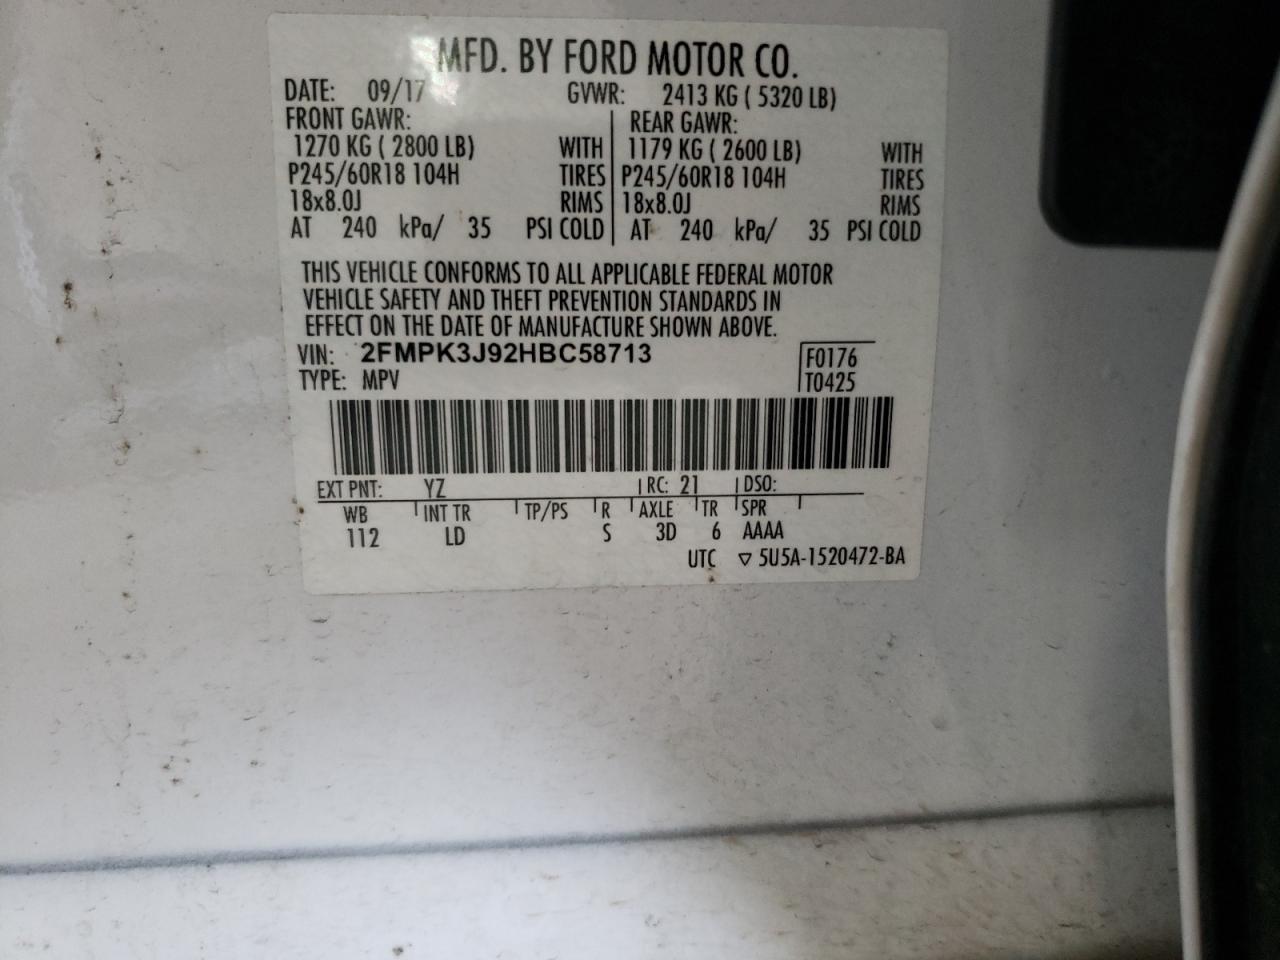 MFD. BY FORD MOTOR CO.
DATE: 09/17 GVWR: 2413 KG ( 5320 LB)
FRONT GAWR: REAR GAWR:
1270 KG ( 2800 LB) WITH 1179 KG ( 2600 LB) WITH
P245/60R18 104H TIRES P245/60R18 104H TIRES
18x8.0J RIMS 18x8.0J RIMS
AT 240 kPa/ 35 PSI COLD AT 240 kPa/ 35 PSI COLD
THIS VEHICLE CONFORMS TO ALL APPLICABLE FEDERAL MOTOR
VEHICLE SAFETY AND THEFT PREVENTION STANDARDS IN
EFFECT ON THE DATE OF MANUFACTURE SHOWN ABOVE.
VIN: 2FMPK3J92HBC58713 F0176
TYPE: MPV T0425
EXT PNT: YZ RC: 21 DSO:
WB INT TR TP/PS R AXLE TR SPR
112 LD S 3D 6 AAAA
UTC ▽ 5U5A-1520472-BA